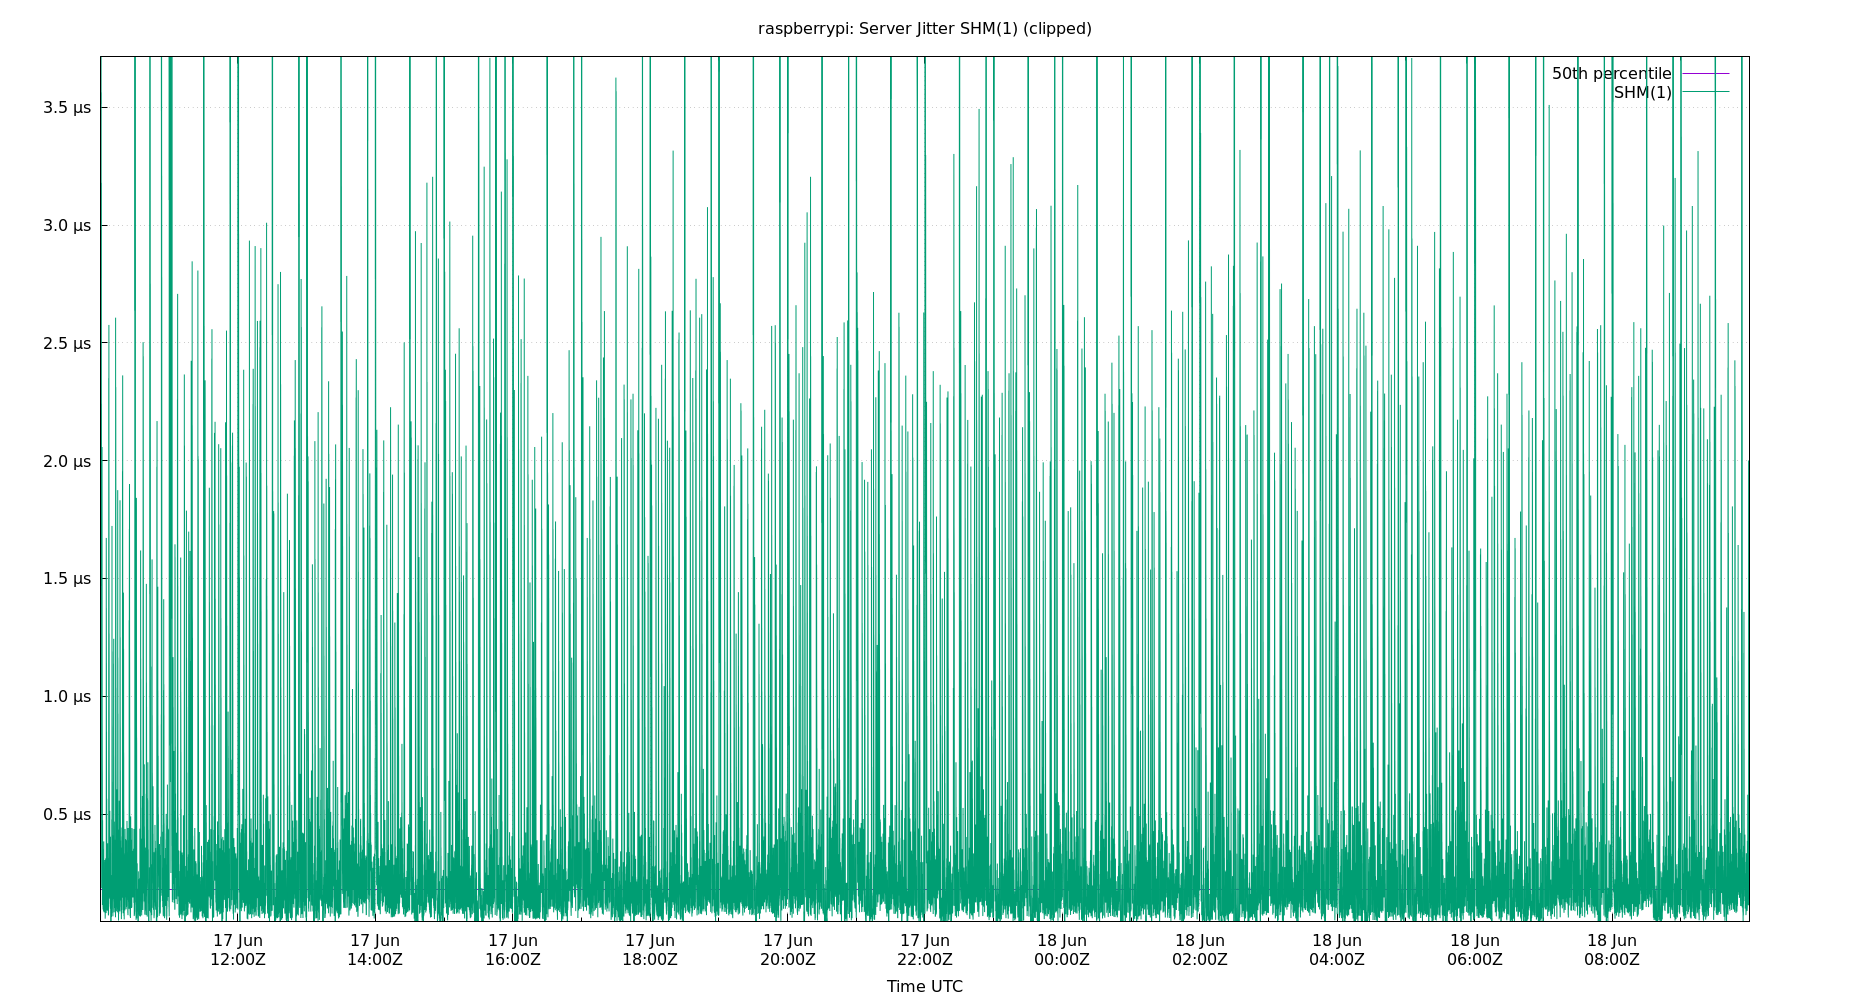 raspberrypi: Server Jitter SHM(1) (clipped)
50th percentile
SHM(1)
3.5 µs
3.0 µs
2.5 µs
2.0 µs
1.5 µs
1.0 µs
0.5 µs
17 Jun 17 Jun 17 Jun 17 Jun 17 Jun 17 Jun 18 Jun 18 Jun 18 Jun 18 Jun 18 Jun
12:00Z 14:00Z 16:00Z 18:00Z 20:00Z 22:00Z 00:00Z 02:00Z 04:00Z 06:00Z 08:00Z
Time UTC